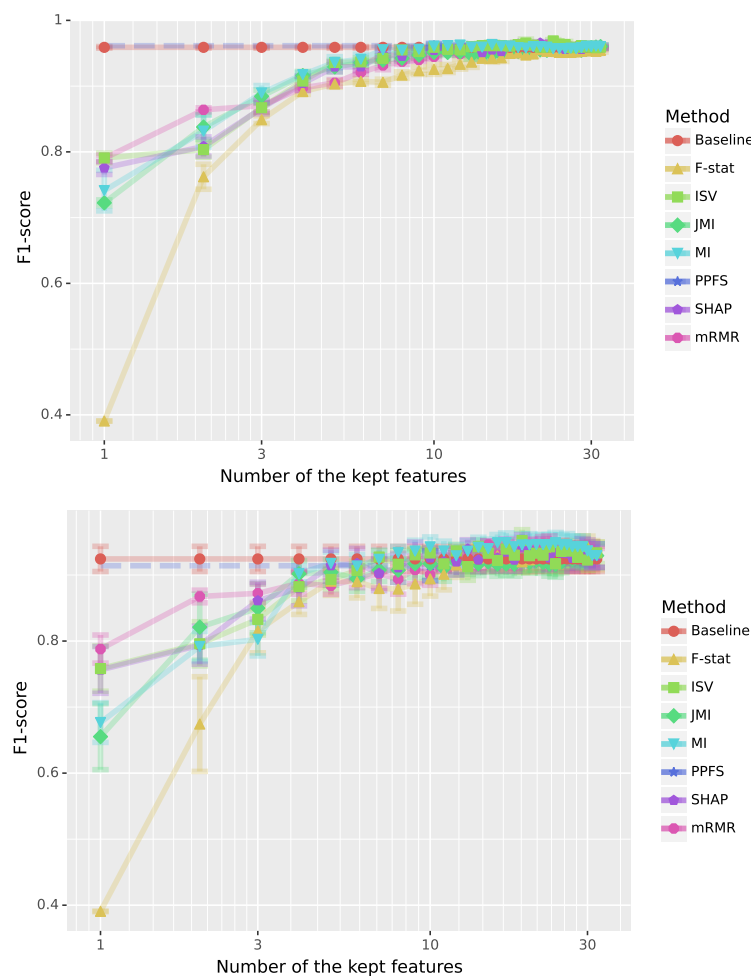 1
0.8
0.6
0.4
F1-score
1
3
10
30
Number of the kept features
Method
Baseline
F-stat
ISV
JMI
MI
PPFS
SHAP
mRMR
0.8
0.6
0.4
F1-score
1
3
10
30
Number of the kept features
Method
Baseline
F-stat
ISV
JMI
MI
PPFS
SHAP
mRMR